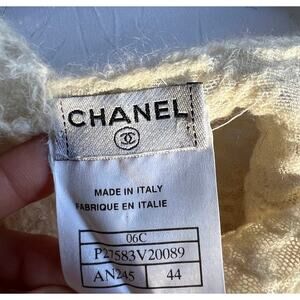 CHANEL
MADE IN ITALY
FABRIQUE EN ITALIE
06C
P27583V20089
AN245 44